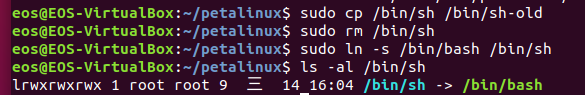 eos@EOS-VirtualBox:~/petalinux$ sudo cp /bin/sh /bin/sh-old
eos@EOS-VirtualBox:~/petalinux$ sudo rm /bin/sh
eos@EOS-VirtualBox:~/petalinux$ sudo ln -s /bin/bash /bin/sh
eos@EOS-VirtualBox:~/petalinux$ ls -al /bin/sh
lrwxrwxrwx 1 root root 9 三 14 16:04 /bin/sh -> /bin/bash